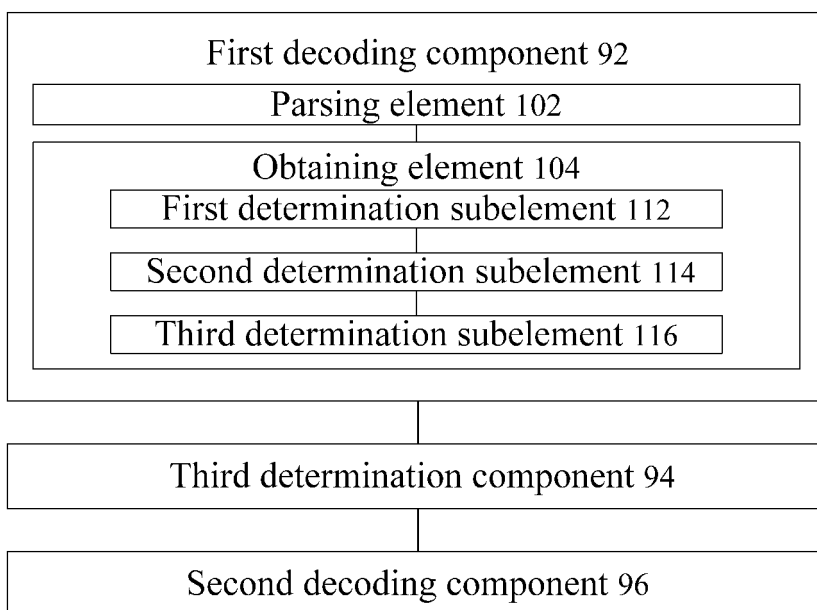 First decoding component 92
Parsing element 102
Obtaining element 104
First determination subelement 112
Second determination subelement 114
Third determination subelement 116
Third determination component 94
Second decoding component 96